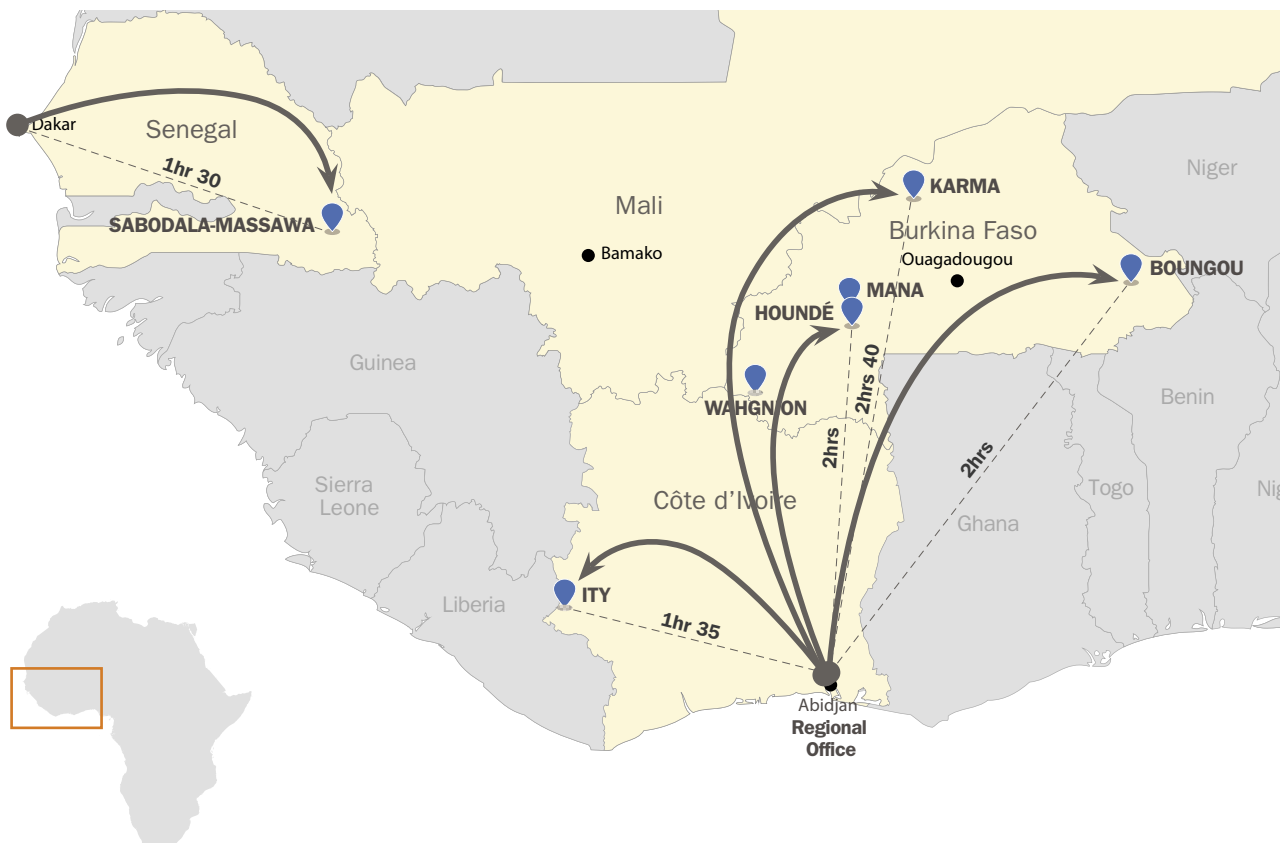 Dakar
Senegal
1hr 30
SABODALA-MASSAWA
Mali
Bamako
KARMA
Niger
Burkina Faso
Ouagadougou
BOUNGOU
MANA
HOUNDÉ
Guinea
WAHGNION
2hrs 40
2hrs
2hrs
Benin
Sierra
Leone
Côte d'Ivoire
Togo
Ghana
Liberia
ITY
1hr 35
Abidjan
Regional
Office